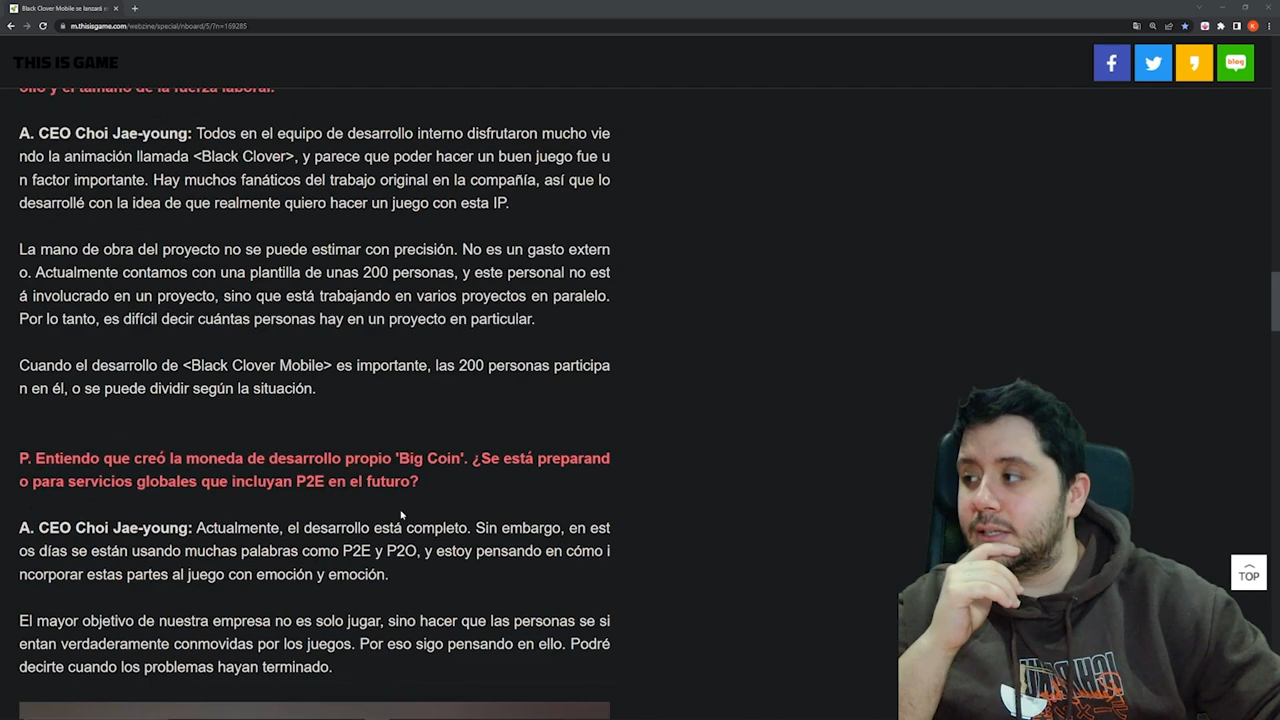 Black Clover Mobile se lanzará e
m.thisisgame.com/webzine/special/nboard/5/?n=169285
K
THIS IS GAME
blog
ollo y el tamaño de la fuerza laboral.
A. CEO Choi Jae-young: Todos en el equipo de desarrollo interno disfrutaron mucho vie
ndo la animación llamada <Black Clover>, y parece que poder hacer un buen juego fue u
n factor importante. Hay muchos fanáticos del trabajo original en la compañía, así que lo
desarrollé con la idea de que realmente quiero hacer un juego con esta IP.
La mano de obra del proyecto no se puede estimar con precisión. No es un gasto extern
o. Actualmente contamos con una plantilla de unas 200 personas, y este personal no est
á involucrado en un proyecto, sino que está trabajando en varios proyectos en paralelo.
Por lo tanto, es difícil decir cuántas personas hay en un proyecto en particular.
Cuando el desarrollo de <Black Clover Mobile> es importante, las 200 personas participa
n en él, o se puede dividir según la situación.
P. Entiendo que creó la moneda de desarrollo propio 'Big Coin'. ¿Se está preparand
o para servicios globales que incluyan P2E en el futuro?
A. CEO Choi Jae-young: Actualmente, el desarrollo está completo. Sin embargo, en est
os días se están usando muchas palabras como P2E y P2O, y estoy pensando en cómo i
ncorporar estas partes al juego con emoción y emoción.
El mayor objetivo de nuestra empresa no es solo jugar, sino hacer que las personas se si
entan verdaderamente conmovidas por los juegos. Por eso sigo pensando en ello. Podré
decirte cuando los problemas hayan terminado.
TOP